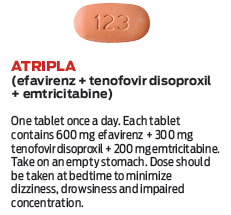 123
ATRIPLA
(efavirenz + tenofovir disoproxil
+ emtricitabine)
One tablet once a day. Each tablet
contains 600 mg efavirenz + 300 mg
tenofovir disoproxil + 200 mg emtricitabine.
Take on an empty stomach. Dose should
be taken at bedtime to minimize
dizziness, drowsiness and impaired
concentration.